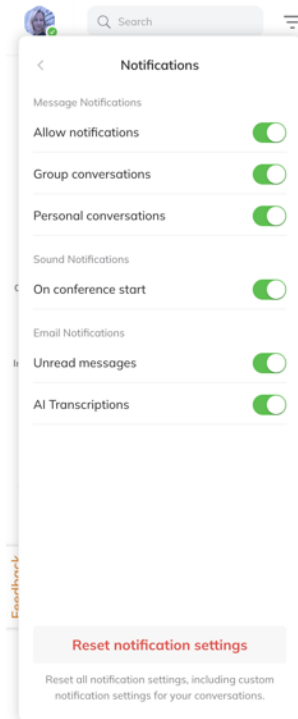 Search
Notifications
Message Notifications
Allow notifications
Group conversations
Personal conversations
Sound Notifications
On conference start
Email Notifications
Unread messages
AI Transcriptions
Feedback
Reset notification settings
Reset all notification settings, including custom
notification settings for your conversations.